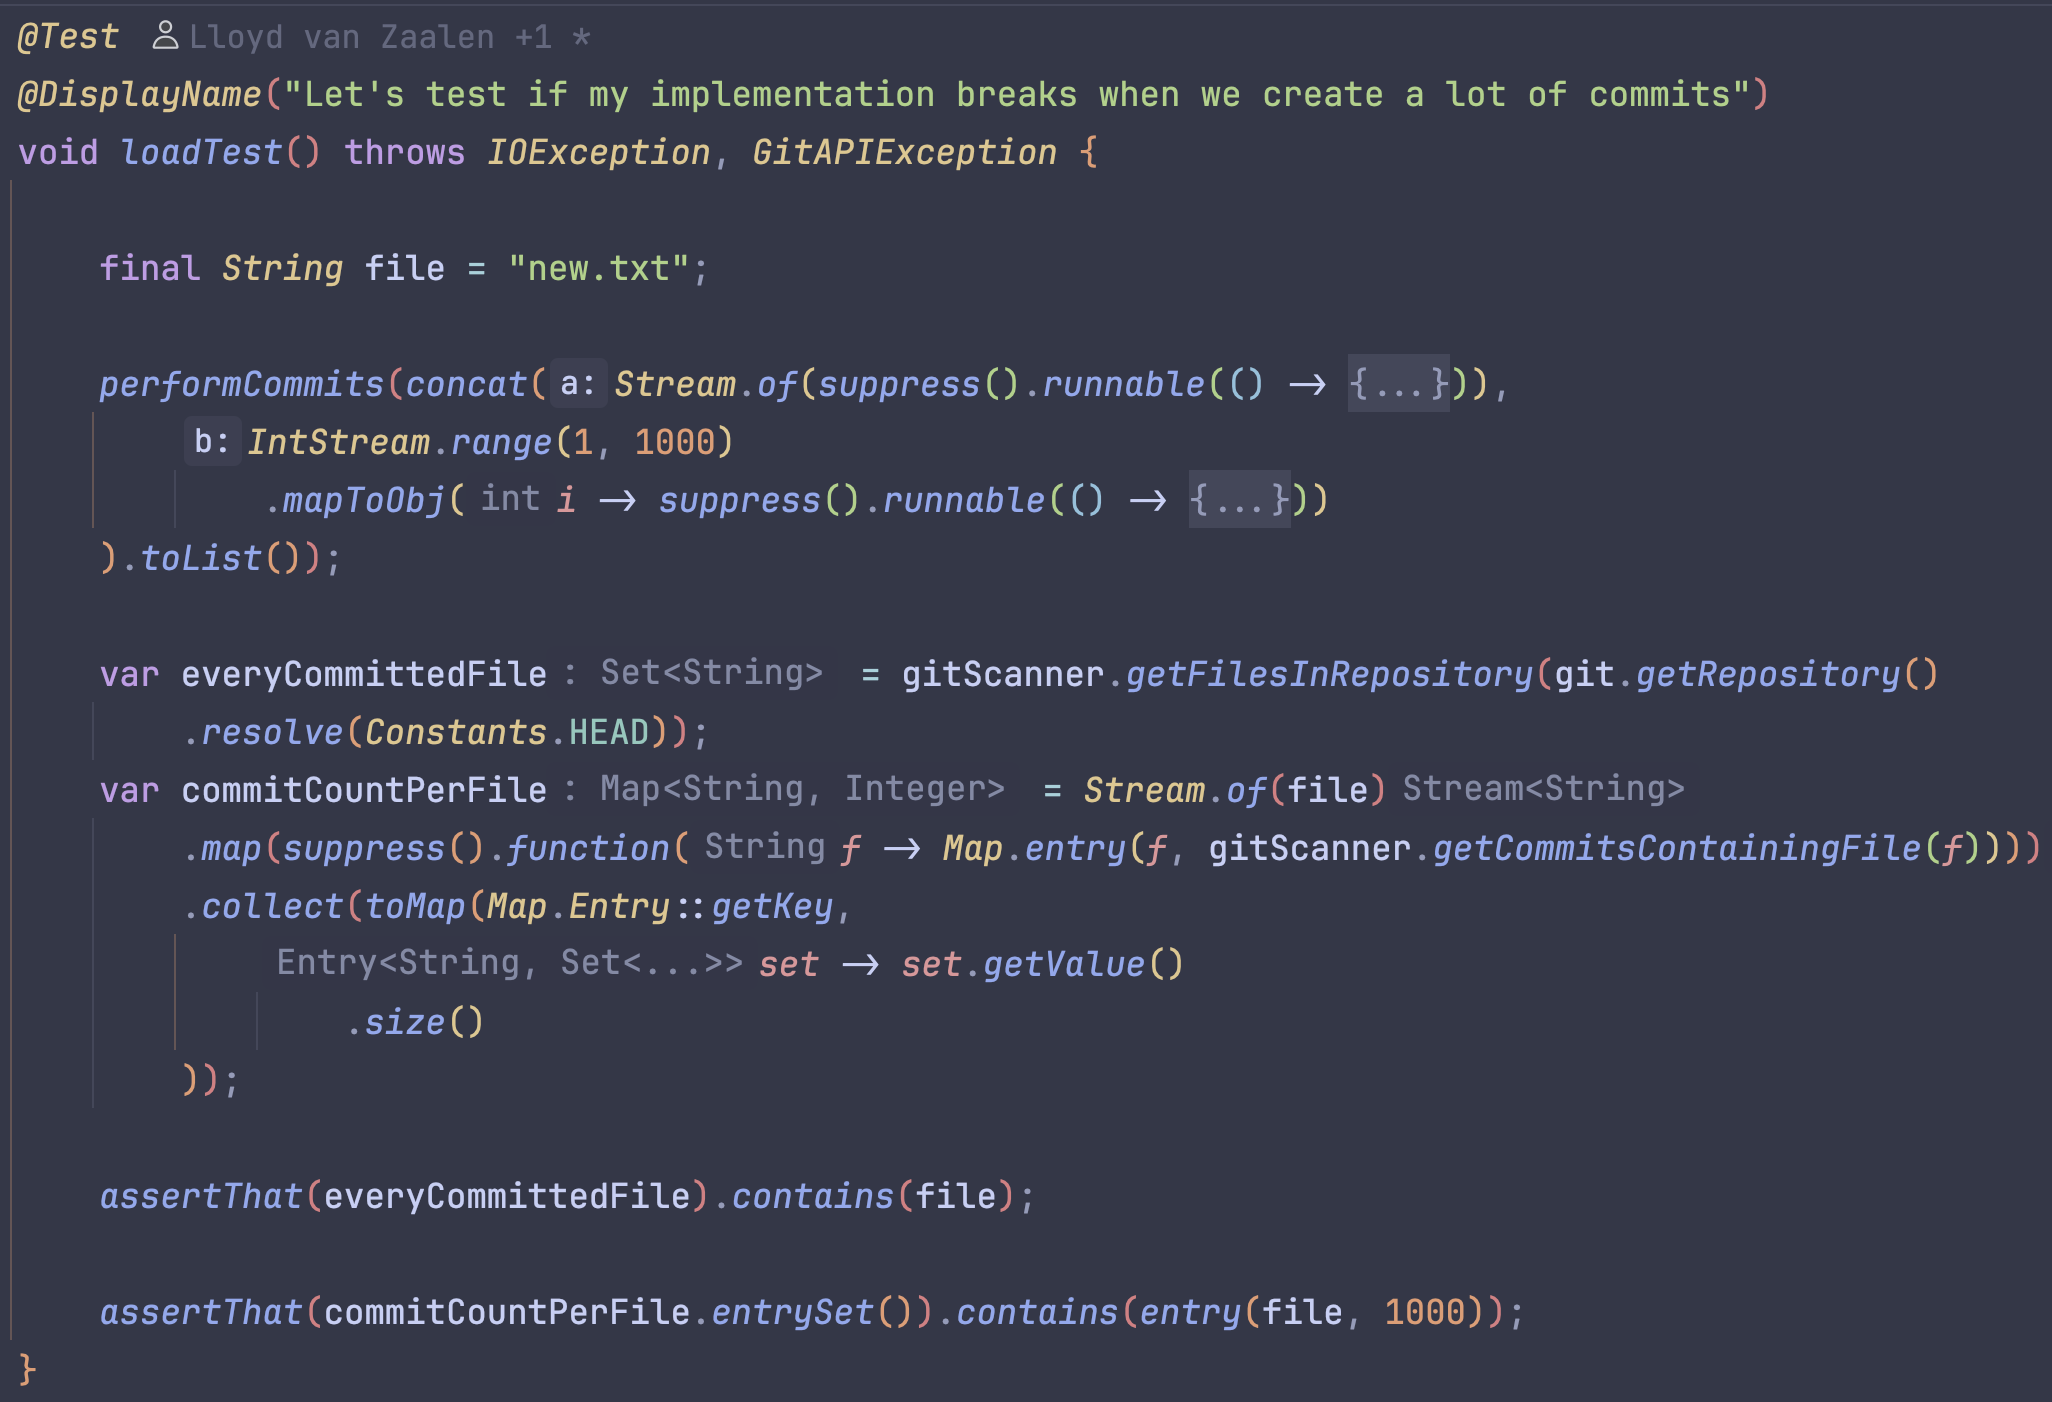 @Test Lloyd van Zaalen +1 *
@DisplayName("Let's test if my implementation breaks when we create a lot of commits")
void loadTest() throws IOException, GitAPIException {
final String file = "new.txt";
performCommits(concat( a: Stream.of(suppress().runnable(() → {...})),
b: IntStream.range(1, 1000)
.mapToObj( int i → suppress().runnable(() → {...}))
).toList());
var everyCommittedFile : Set<String> = gitScanner.getFilesInRepository(git.getRepository()
.resolve(Constants.HEAD));
var commitCountPerFile : Map<String, Integer> = Stream.of(file) Stream<String>
.map(suppress().function( String f → Map.entry(f, gitScanner.getCommitsContainingFile(f))))
.collect(toMap(Map.Entry::getKey,
Entry<String, Set<...>> set → set.getValue()
.size()
));
assertThat(everyCommittedFile).contains(file);
assertThat(commitCountPerFile.entrySet()).contains(entry(file, 1000));
}